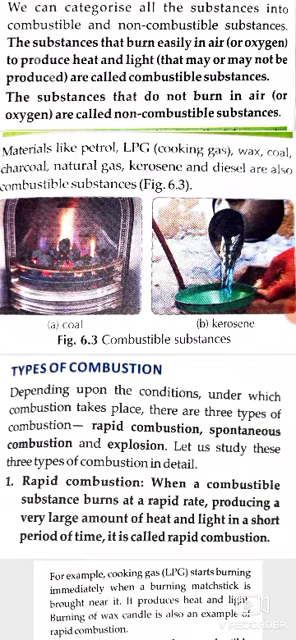 We can categorise all the substances into
combustible and non-combustible substances.
The substances that burn easily in air (or oxygen)
to produce heat and light (that may or may not be
produced) are called combustible substances.
The substances that do not burn in air (or
oxygen) are called non-combustible substances.
Materials like petrol, LPG (cooking gas), wax, coal,
charcoal, natural gas, kerosene and diesel are also
combustible substances (Fig. 6.3).
(a) coal
(b) kerosene
Fig. 6.3 Combustible substances
TYPES OF COMBUSTION
Depending upon the conditions, under which
combustion takes place, there are three types of
combustion— rapid combustion, spontaneous
combustion and explosion. Let us study these
three types of combustion in detail.
1. Rapid combustion: When a combustible
substance burns at a rapid rate, producing a
very large amount of heat and light in a short
period of time, it is called rapid combustion.
For example, cooking gas (LPG) starts burning
immediately when a burning matchstick is
brought near it. It produces heat and light.
Burning of wax candle is also an example of
rapid combustion.